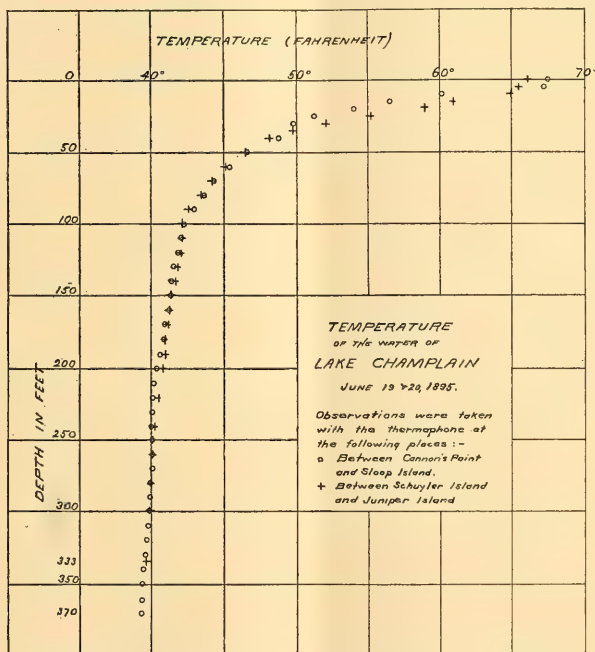 TEMPERATURE (FAHRENHEIT)
40° 50° 60° 70°
0
50
100
150
200
250
300
333
350
370
DEPTH IN FEET
TEMPERATURE
OF THE WATER OF
LAKE CHAMPLAIN
JUNE 19 & 20, 1895.
Observations were taken
with the thermophone at
the following places :-
o Between Cannon's Point
and Sloop Island.
+ Between Schuyler Island
and Juniper Island